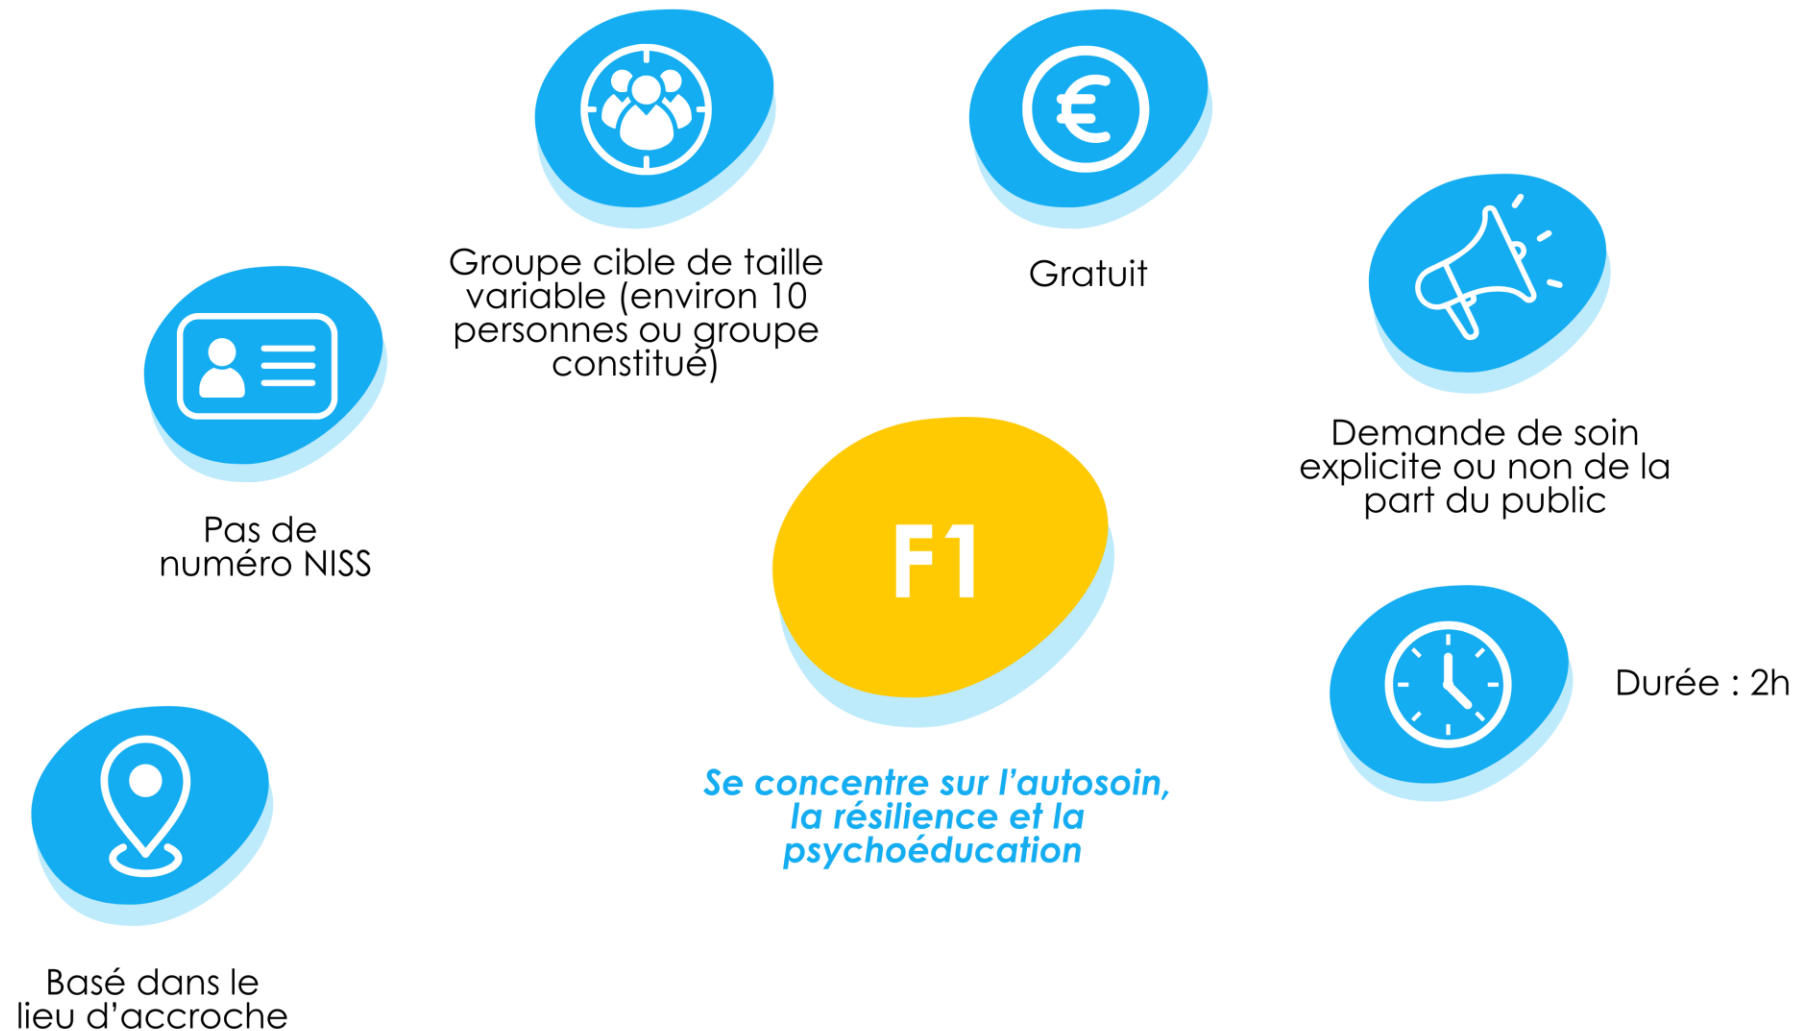 Groupe cible de taille
variable (environ 10
personnes ou groupe
constitué)
Gratuit
Demande de soin
explicite ou non de la
part du public
Pas de
numéro NISS
F1
Durée : 2h
Se concentre sur l'autosoin,
la résilience et la
psychoéducation
Basé dans le
lieu d'accroche